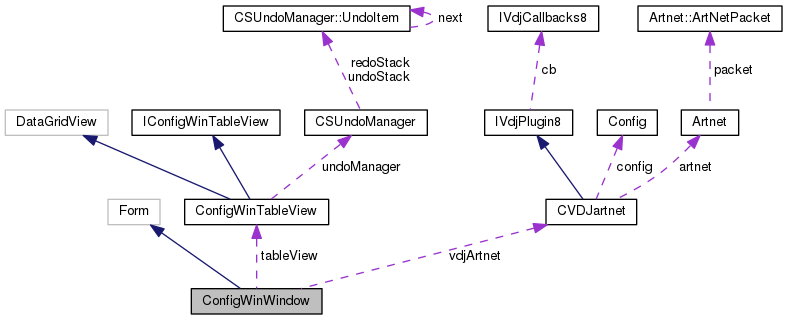 CSUndoManager::UndoItem
next
IVdjCallbacks8
Artnet::ArtNetPacket
redoStack
undoStack
cb
packet
DataGridView
IConfigWinTableView
CSUndoManager
IVdjPlugin8
Config
Artnet
undoManager
config
artnet
Form
ConfigWinTableView
CVDJartnet
tableView
vdjArtnet
ConfigWinWindow